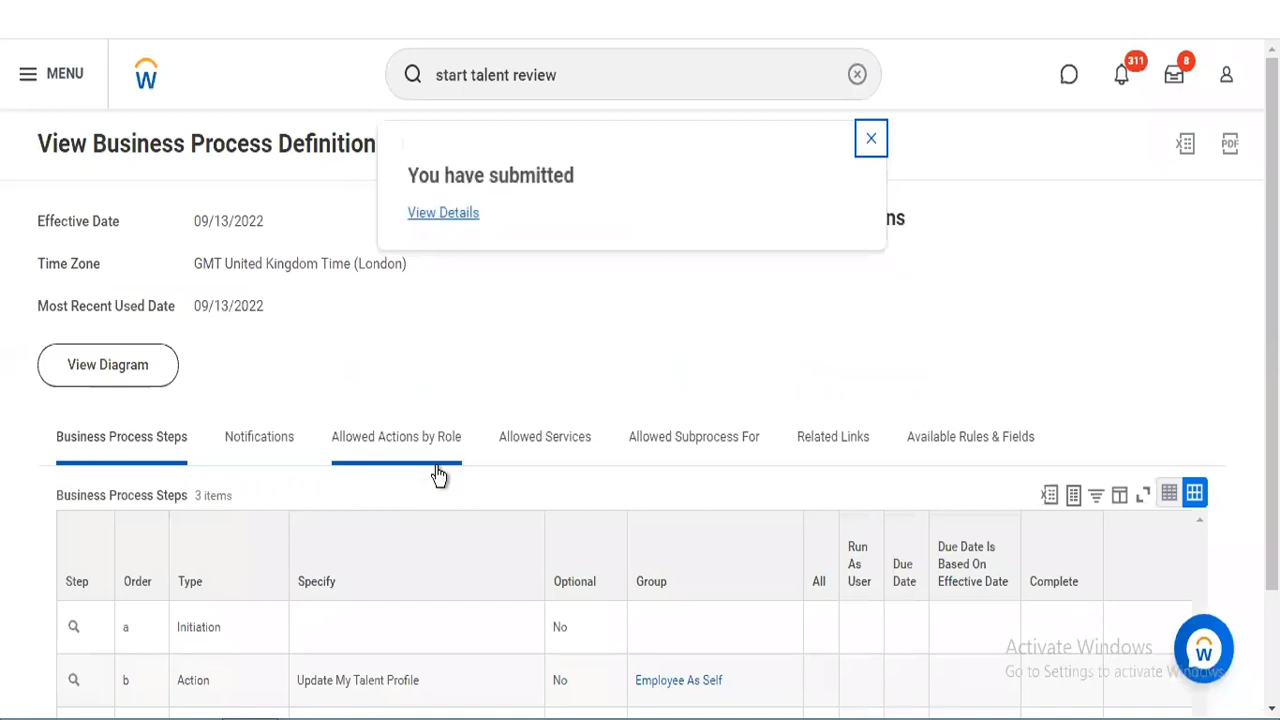 MENU
start talent review
311
8
View Business Process Definition
PDF
You have submitted
View Details
Effective Date 09/13/2022
ns
Time Zone GMT United Kingdom Time (London)
Most Recent Used Date 09/13/2022
View Diagram
Business Process Steps Notifications Allowed Actions by Role Allowed Services Allowed Subprocess For Related Links Available Rules & Fields
Business Process Steps 3 items
Step Order Type Specify Optional Group All Run As User Due Date Due Date Is Based On Effective Date Complete
a Initiation No
b Action Update My Talent Profile No Employee As Self
Activate Windows
Go to Settings to activate Windows.